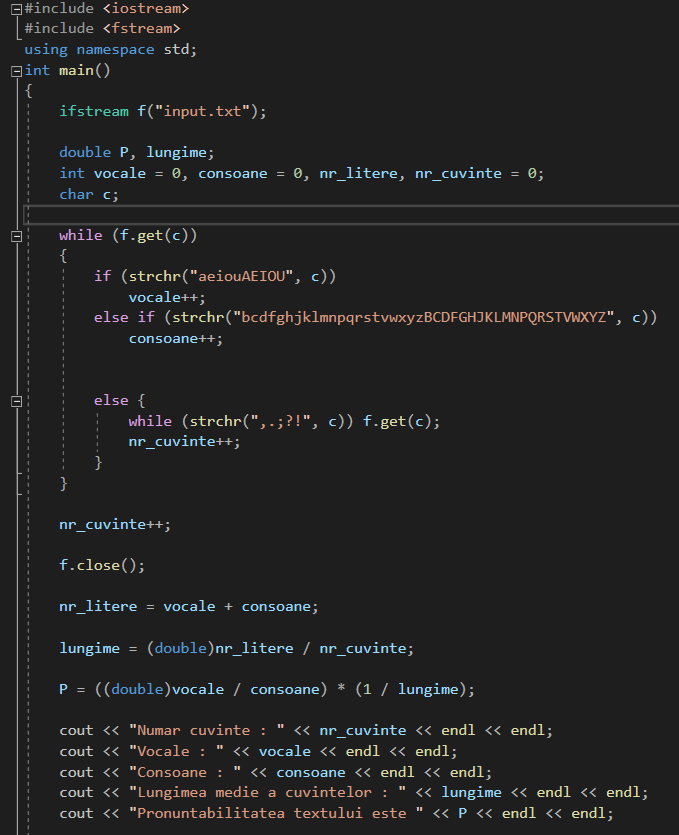 #include <iostream>
#include <fstream>
using namespace std;
int main()
{
ifstream f("input.txt");
double P, lungime;
int vocale = 0, consoane = 0, nr_litere, nr_cuvinte = 0;
char c;
while (f.get(c))
{
if (strchr("aeiouAEIOU", c))
vocale++;
else if (strchr("bcdfghjklmnpqrstvwxyzBCDFGHJKLMNPQRSTVWXYZ", c))
consoane++;
else {
while (strchr(",.;?!", c)) f.get(c);
nr_cuvinte++;
}
}
nr_cuvinte++;
f.close();
nr_litere = vocale + consoane;
lungime = (double)nr_litere / nr_cuvinte;
P = ((double)vocale / consoane) * (1 / lungime);
cout << "Numar cuvinte : " << nr_cuvinte << endl << endl;
cout << "Vocale : " << vocale << endl << endl;
cout << "Consoane : " << consoane << endl << endl;
cout << "Lungimea medie a cuvintelor : " << lungime << endl << endl;
cout << "Pronuntabilitatea textului este " << P << endl << endl;